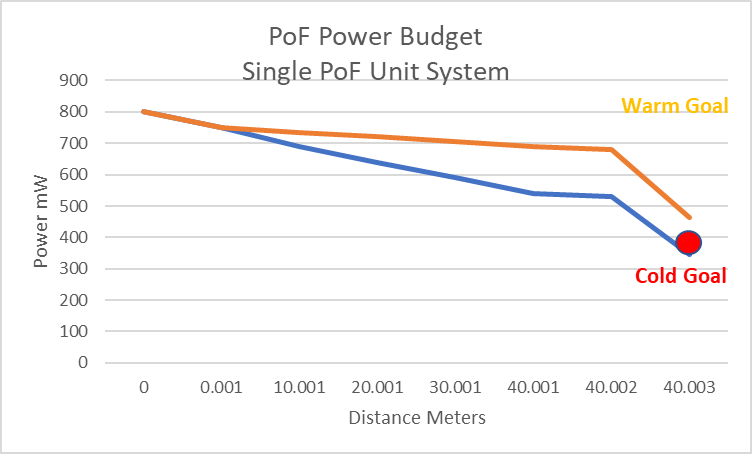 PoF Power Budget
Single PoF Unit System
900
800
700
600
500
400
300
200
100
0
Power mW
Warm Goal
Cold Goal
0 0.001 10.001 20.001 30.001 40.001 40.002 40.003
Distance Meters